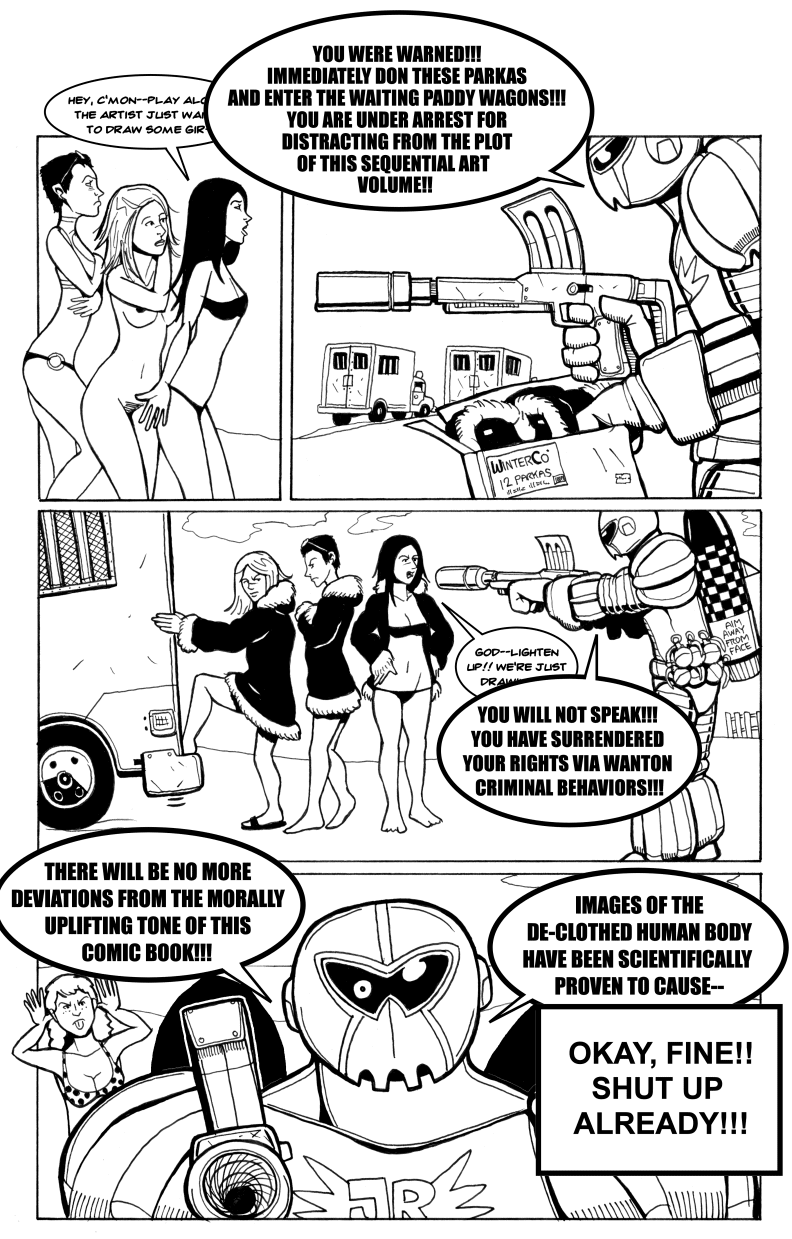 HEY, C'MON--PLAY
THE ARTIST JUST
TO DRAW SOME
YOU WERE WARNED!!!
IMMEDIATELY DON THESE PARKAS
AND ENTER THE WAITING PADDY WAGONS!!!
YOU ARE UNDER ARREST FOR
DISTRACTING FROM THE PLOT
OF THIS SEQUENTIAL ART
VOLUME!!
WINTERCO
12 PARKAS
GOD--LIGHTEN
UP!! WE'RE JUST
YOU WILL NOT SPEAK!!!
YOU HAVE SURRENDERED
YOUR RIGHTS VIA WANTON
CRIMINAL BEHAVIORS!!!
AIM
AWAY
FROM
FACE
THERE WILL BE NO MORE
DEVIATIONS FROM THE MORALLY
UPLIFTING TONE OF THIS
COMIC BOOK!!!
IMAGES OF THE
DE-CLOTHED HUMAN BODY
HAVE BEEN SCIENTIFICALLY
PROVEN TO CAUSE--
OKAY, FINE!!
SHUT UP
ALREADY!!!
JR